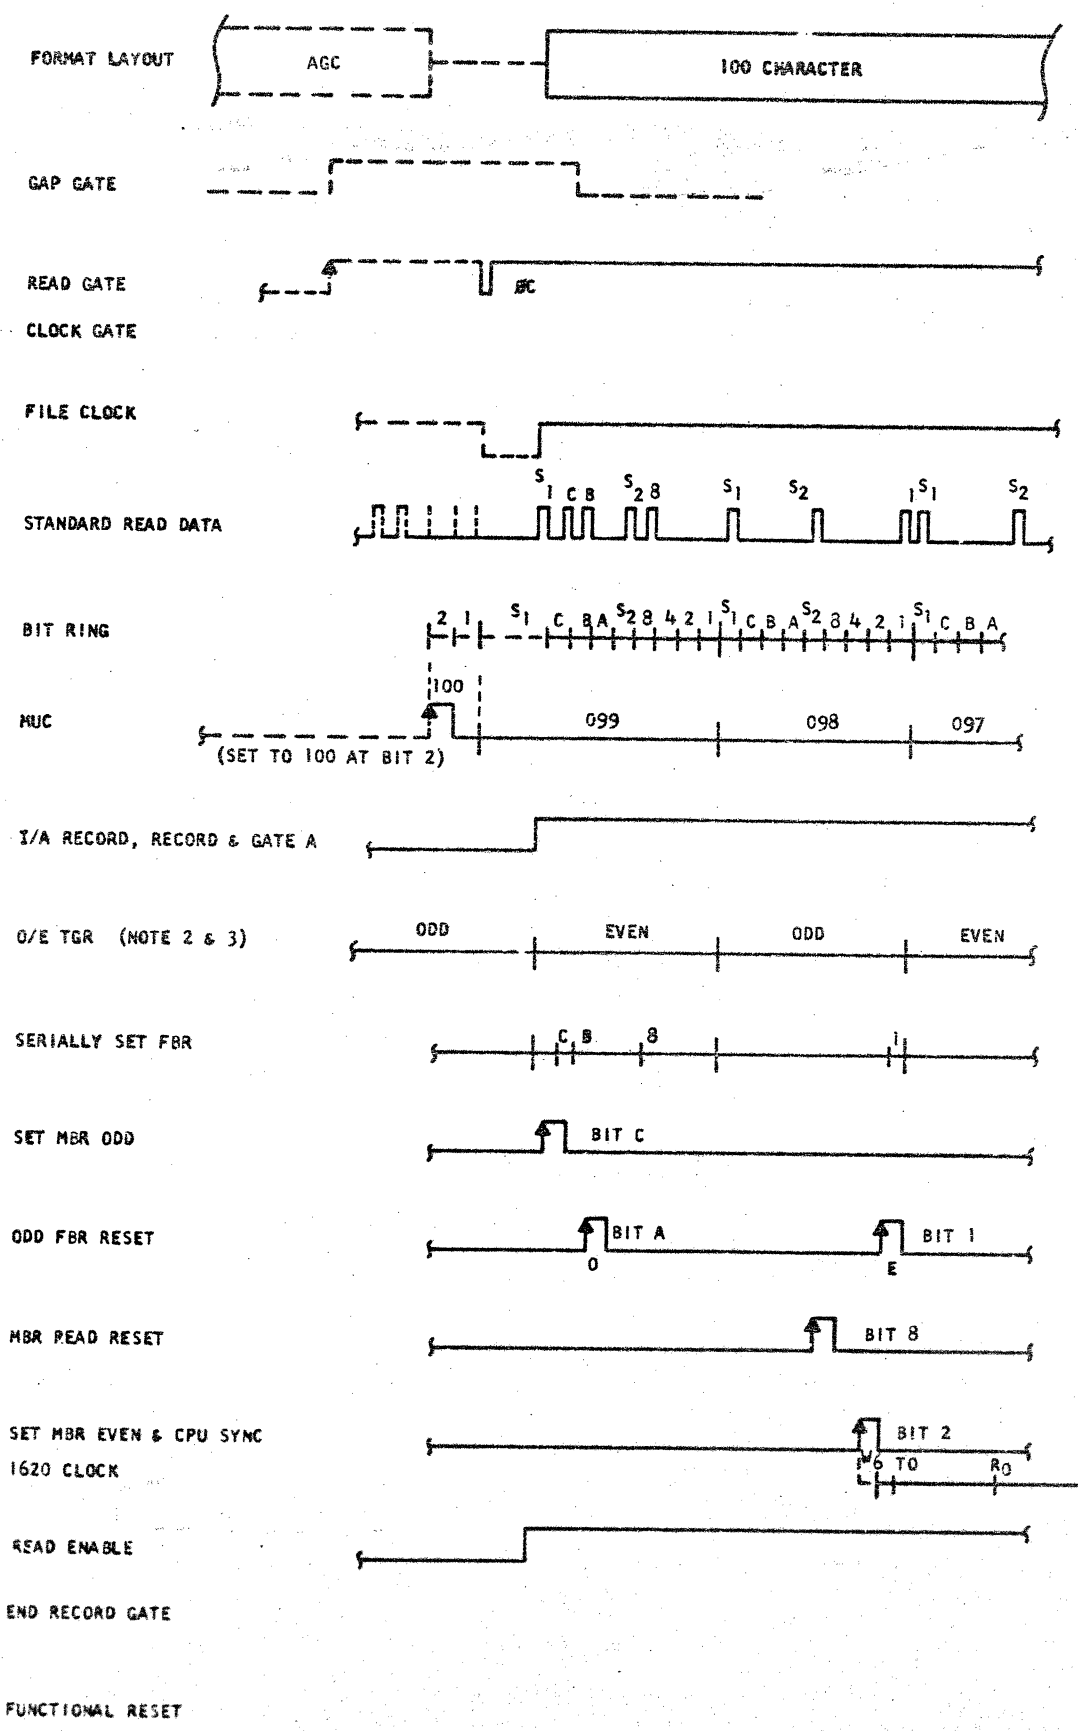 FORMAT LAYOUT AGC 100 CHARACTER
GAP GATE
READ GATE ØC
CLOCK GATE
FILE CLOCK
S1 C B S2 8 S1 S2 1 S1 S2
STANDARD READ DATA
BIT RING 2 1 S1 C B A S2 8 4 2 1 S1 C B A S2 8 4 2 1 S1 C B A
100
MUC 099 098 097
(SET TO 100 AT BIT 2)
I/A RECORD, RECORD & GATE A
O/E TGR (NOTE 2 & 3) ODD EVEN ODD EVEN
SERIALLY SET FBR C B 8 1
SET MBR ODD BIT C
ODD FBR RESET BIT A BIT 1
O E
MBR READ RESET BIT 8
SET MBR EVEN & CPU SYNC BIT 2
1620 CLOCK W6 T0 R0
READ ENABLE
END RECORD GATE
FUNCTIONAL RESET